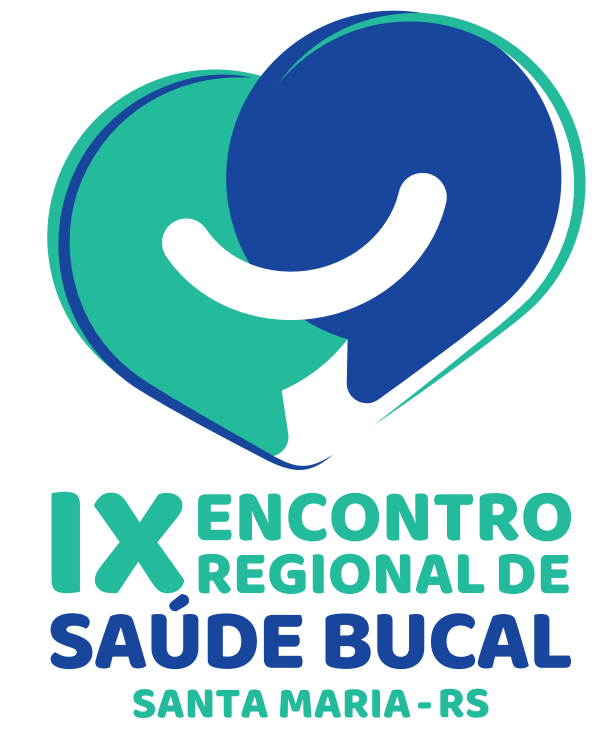 IX ENCONTRO
REGIONAL DE
SAÚDE BUCAL
SANTA MARIA - RS